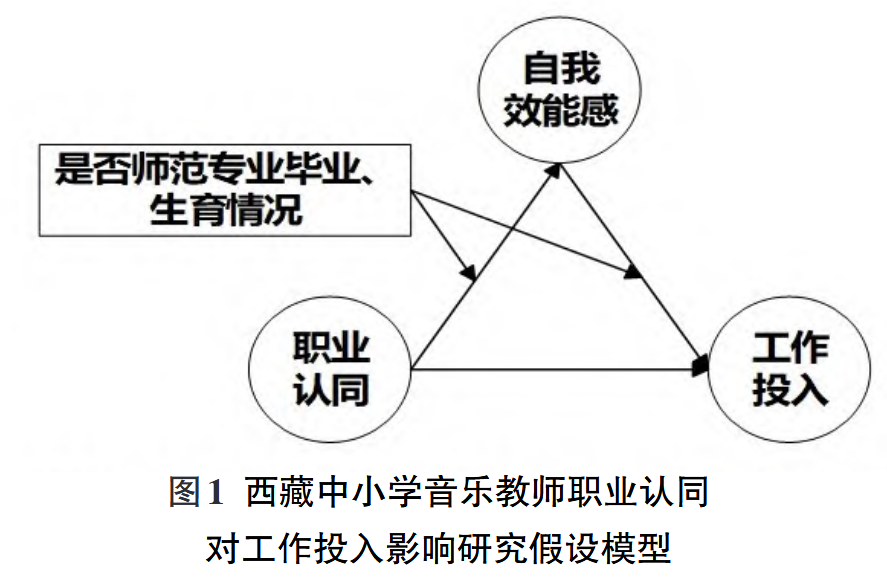 自我
效能感
是否师范专业毕业、
生育情况
职业
认同
工作
投入
图1 西藏中小学音乐教师职业认同
对工作投入影响研究假设模型